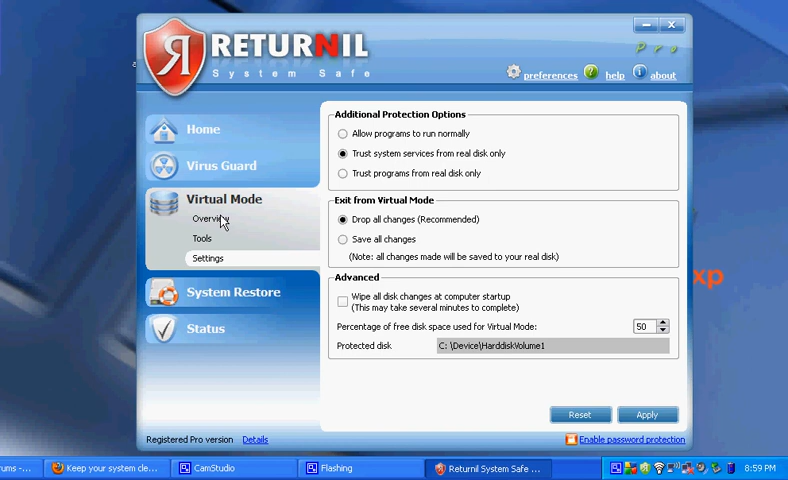 RETURNIL
System Safe
Pro
preferences
help
about
Home
Virus Guard
Virtual Mode
Overview
Tools
Settings
System Restore
Status
Additional Protection Options
Allow programs to run normally
Trust system services from real disk only
Trust programs from real disk only
Exit from Virtual Mode
Drop all changes (Recommended)
Save all changes
(Note: all changes made will be saved to your real disk)
Advanced
Wipe all disk changes at computer startup
(This may take several minutes to complete)
Percentage of free disk space used for Virtual Mode:
50
Protected disk
C: \Device\HarddiskVolume1
Reset
Apply
Registered Pro version
Details
Enable password protection
xp
rums -...
Keep your system cle...
CamStudio
Flashing
Returnil System Safe ...
8:59 PM